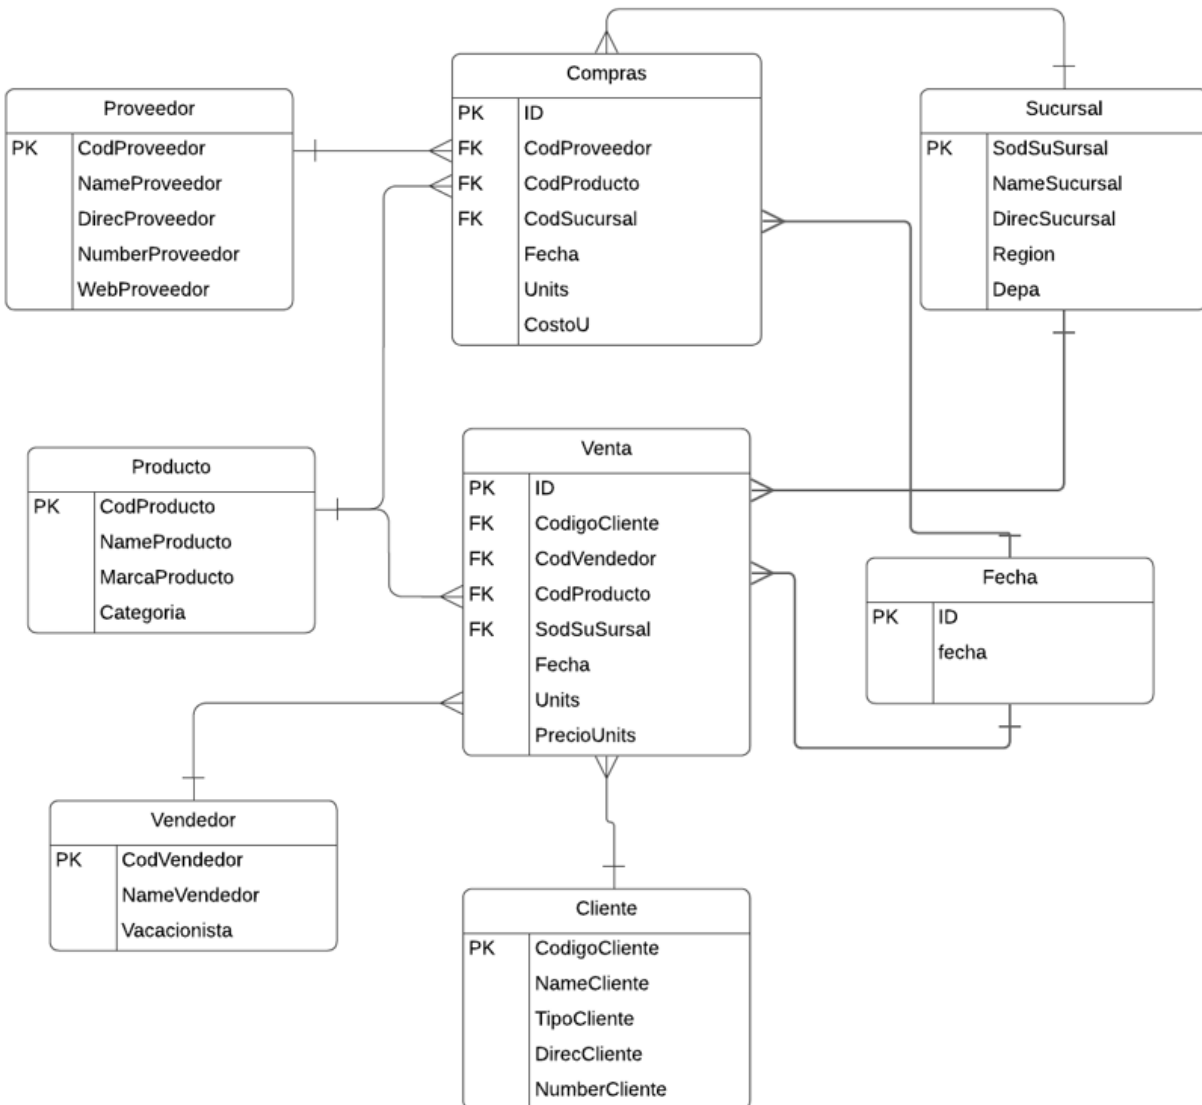 Compras
PK ID
FK CodProveedor
FK CodProducto
FK CodSucursal
Fecha
Units
CostoU
Proveedor
PK CodProveedor
NameProveedor
DirecProveedor
NumberProveedor
WebProveedor
Sucursal
PK SodSuSursal
NameSucursal
DirecSucursal
Region
Depa
Producto
PK CodProducto
NameProducto
MarcaProducto
Categoria
Venta
PK ID
FK CodigoCliente
FK CodVendedor
FK CodProducto
FK SodSuSursal
Fecha
Units
PrecioUnits
Fecha
PK ID
fecha
Vendedor
PK CodVendedor
NameVendedor
Vacacionista
Cliente
PK CodigoCliente
NameCliente
TipoCliente
DirecCliente
NumberCliente